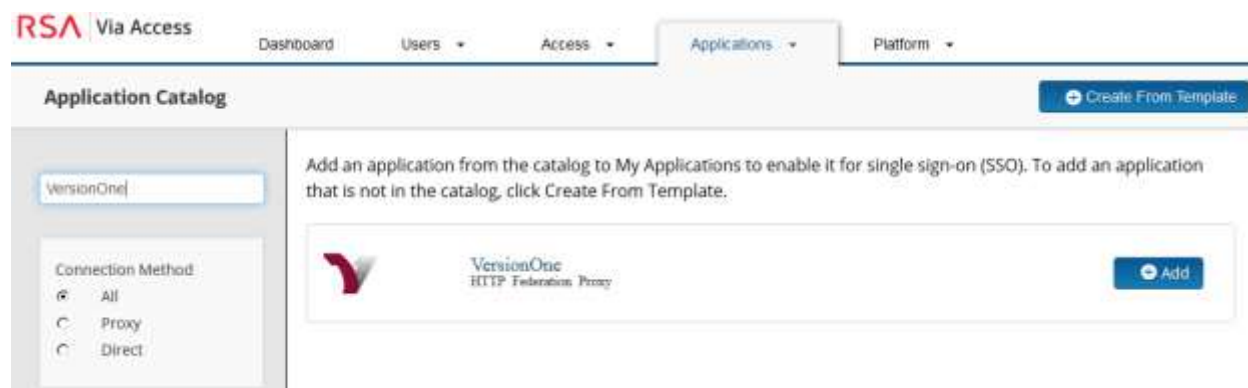 RSA Via Access
Dashboard Users Access Applications Platform
Application Catalog
Create From Template
VersionOne
Add an application from the catalog to My Applications to enable it for single sign-on (SSO). To add an application
that is not in the catalog, click Create From Template.
Connection Method
All
Proxy
Direct
VersionOne
HTTP Federation Proxy
Add